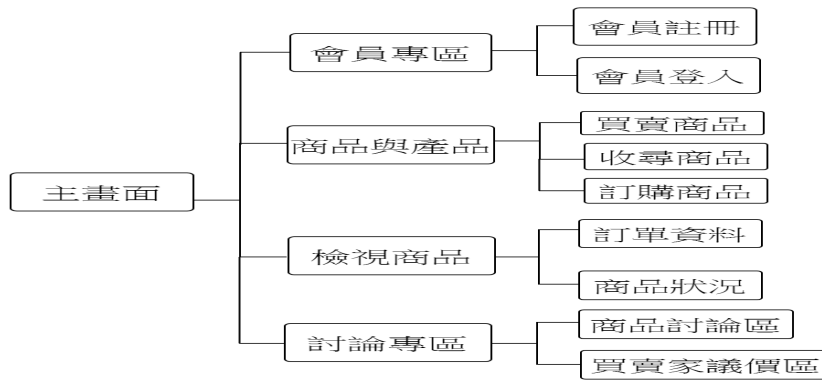 主畫面
會員專區
會員註冊
會員登入
商品與產品
買賣商品
收尋商品
訂購商品
檢視商品
訂單資料
商品狀況
討論專區
商品討論區
買賣家議價區